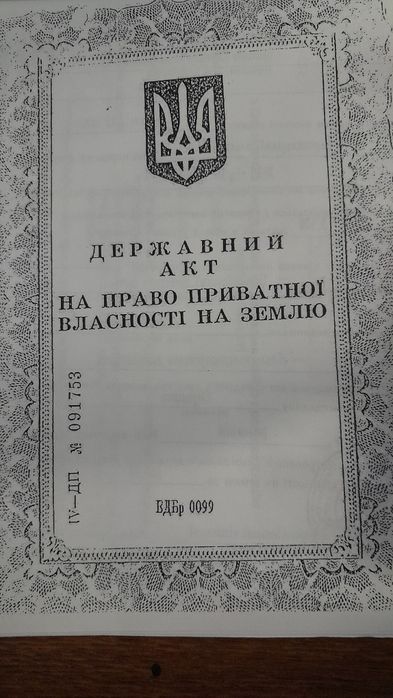 ДЕРЖАВНИЙ
АКТ
НА ПРАВО ПРИВАТНОЇ
ВЛАСНОСТІ НА ЗЕМЛЮ
IV—ДП № 091753
ВДБр 0099